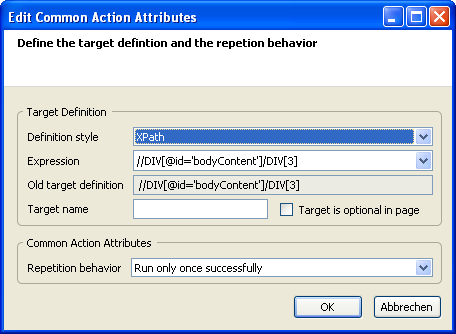 Edit Common Action Attributes
Define the target defintion and the repetion behavior
Target Definition
Definition style XPath
Expression //DIV[@id='bodyContent']/DIV[3]
Old target definition //DIV[@id='bodyContent']/DIV[3]
Target name Target is optional in page
Common Action Attributes
Repetition behavior Run only once successfully
OK Abbrechen